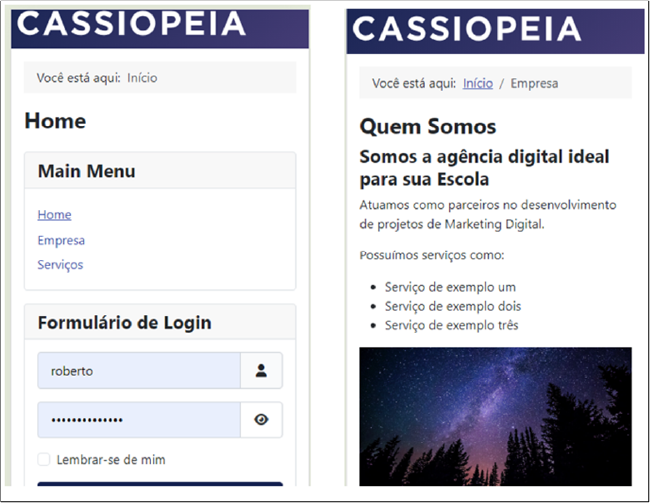 CASSIOPEIA
Você está aqui: Início
Home
Main Menu
Home
Empresa
Serviços
Formulário de Login
roberto
••••••••••••••
Lembrar-se de mim
CASSIOPEIA
Você está aqui: Início / Empresa
Quem Somos
Somos a agência digital ideal
para sua Escola
Atuamos como parceiros no desenvolvimento
de projetos de Marketing Digital.
Possuímos serviços como:
• Serviço de exemplo um
• Serviço de exemplo dois
• Serviço de exemplo três